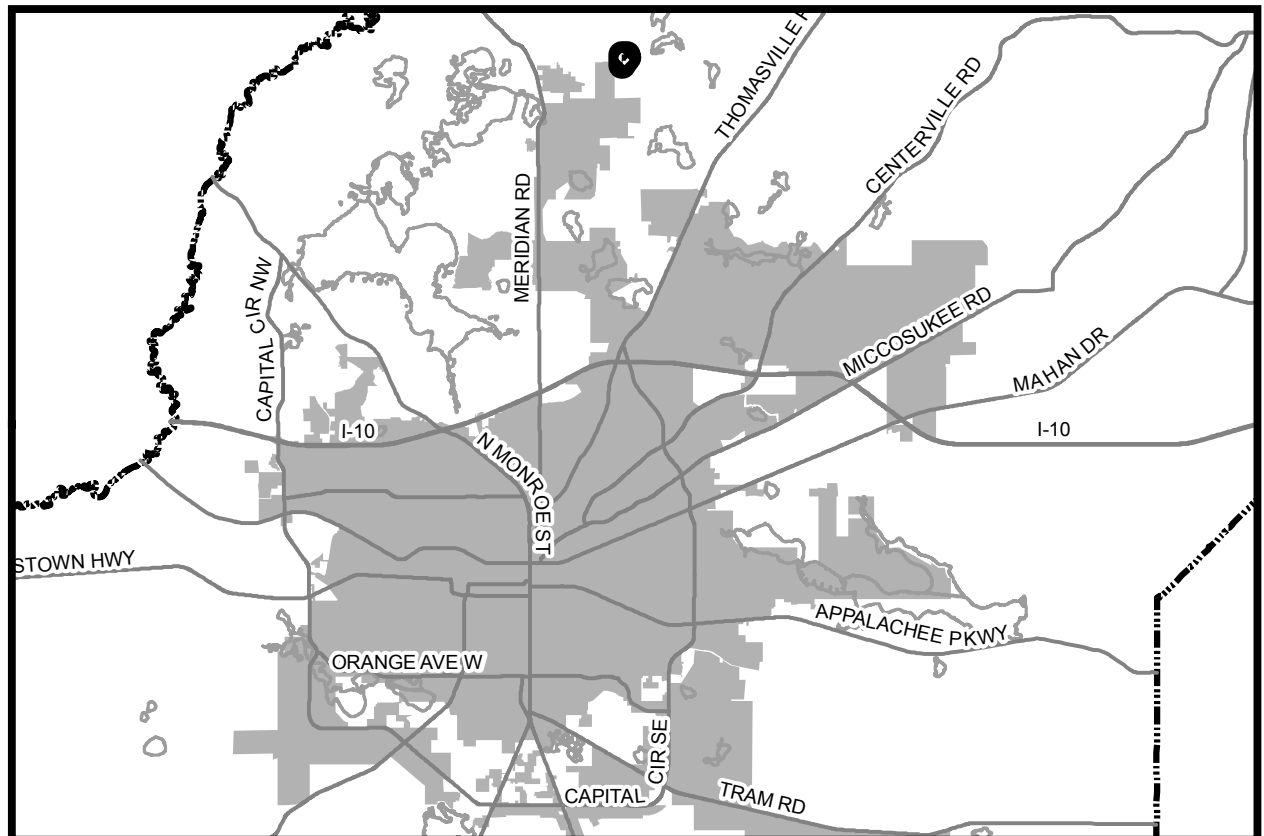 THOMASVILLE
CENTERVILLE RD
MERIDIAN RD
CAPITAL CIR NW
MICCOSUKEE RD
MAHAN DR
I-10
I-10
N MONROE ST
STOWN HWY
APPALACHEE PKWY
ORANGE AVE W
CIR SE
CAPITAL
TRAM RD